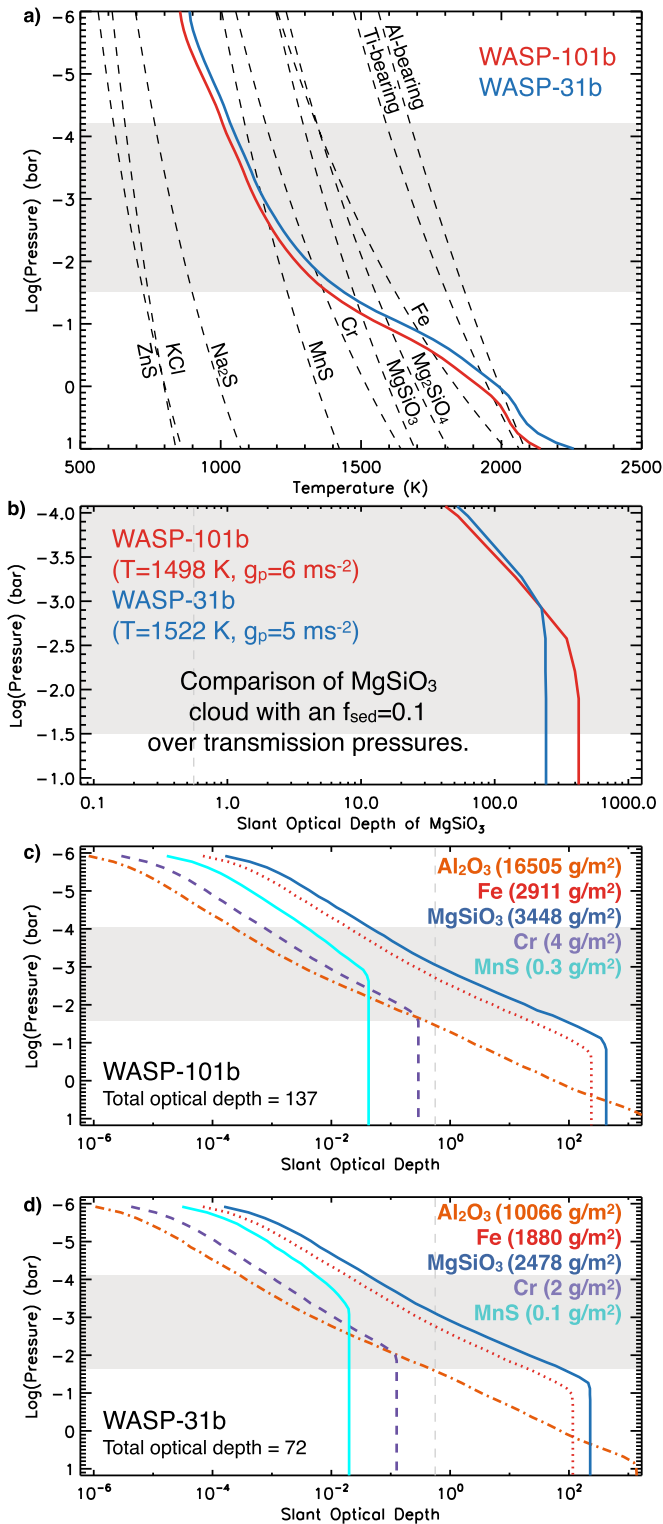 a)
-6
-5
-4
-3
-2
-1
0
1
Log(Pressure) (bar)
WASP-101b
WASP-31b
Al-bearing
Ti-bearing
Fe
Cr
Mg₂SiO₄
MgSiO₃
MnS
Na₂S
KCl
ZnS
500 1000 1500 2000 2500
Temperature (K)
b)
-4.0
-3.5
-3.0
-2.5
-2.0
-1.5
-1.0
Log(Pressure) (bar)
WASP-101b
(T=1498 K, gₚ=6 ms⁻²)
WASP-31b
(T=1522 K, gₚ=5 ms⁻²)
Comparison of MgSiO₃
cloud with an fsed=0.1
over transmission pressures.
0.1 1.0 10.0 100.0 1000.0
Slant Optical Depth of MgSiO₃
c)
-6
-5
-4
-3
-2
-1
0
1
Log(Pressure) (bar)
Al₂O₃ (16505 g/m²)
Fe (2911 g/m²)
MgSiO₃ (3448 g/m²)
Cr (4 g/m²)
MnS (0.3 g/m²)
WASP-101b
Total optical depth = 137
10⁻⁶ 10⁻⁴ 10⁻² 10⁰ 10²
Slant Optical Depth
d)
-6
-5
-4
-3
-2
-1
0
1
Log(Pressure) (bar)
Al₂O₃ (10066 g/m²)
Fe (1880 g/m²)
MgSiO₃ (2478 g/m²)
Cr (2 g/m²)
MnS (0.1 g/m²)
WASP-31b
Total optical depth = 72
10⁻⁶ 10⁻⁴ 10⁻² 10⁰ 10²
Slant Optical Depth